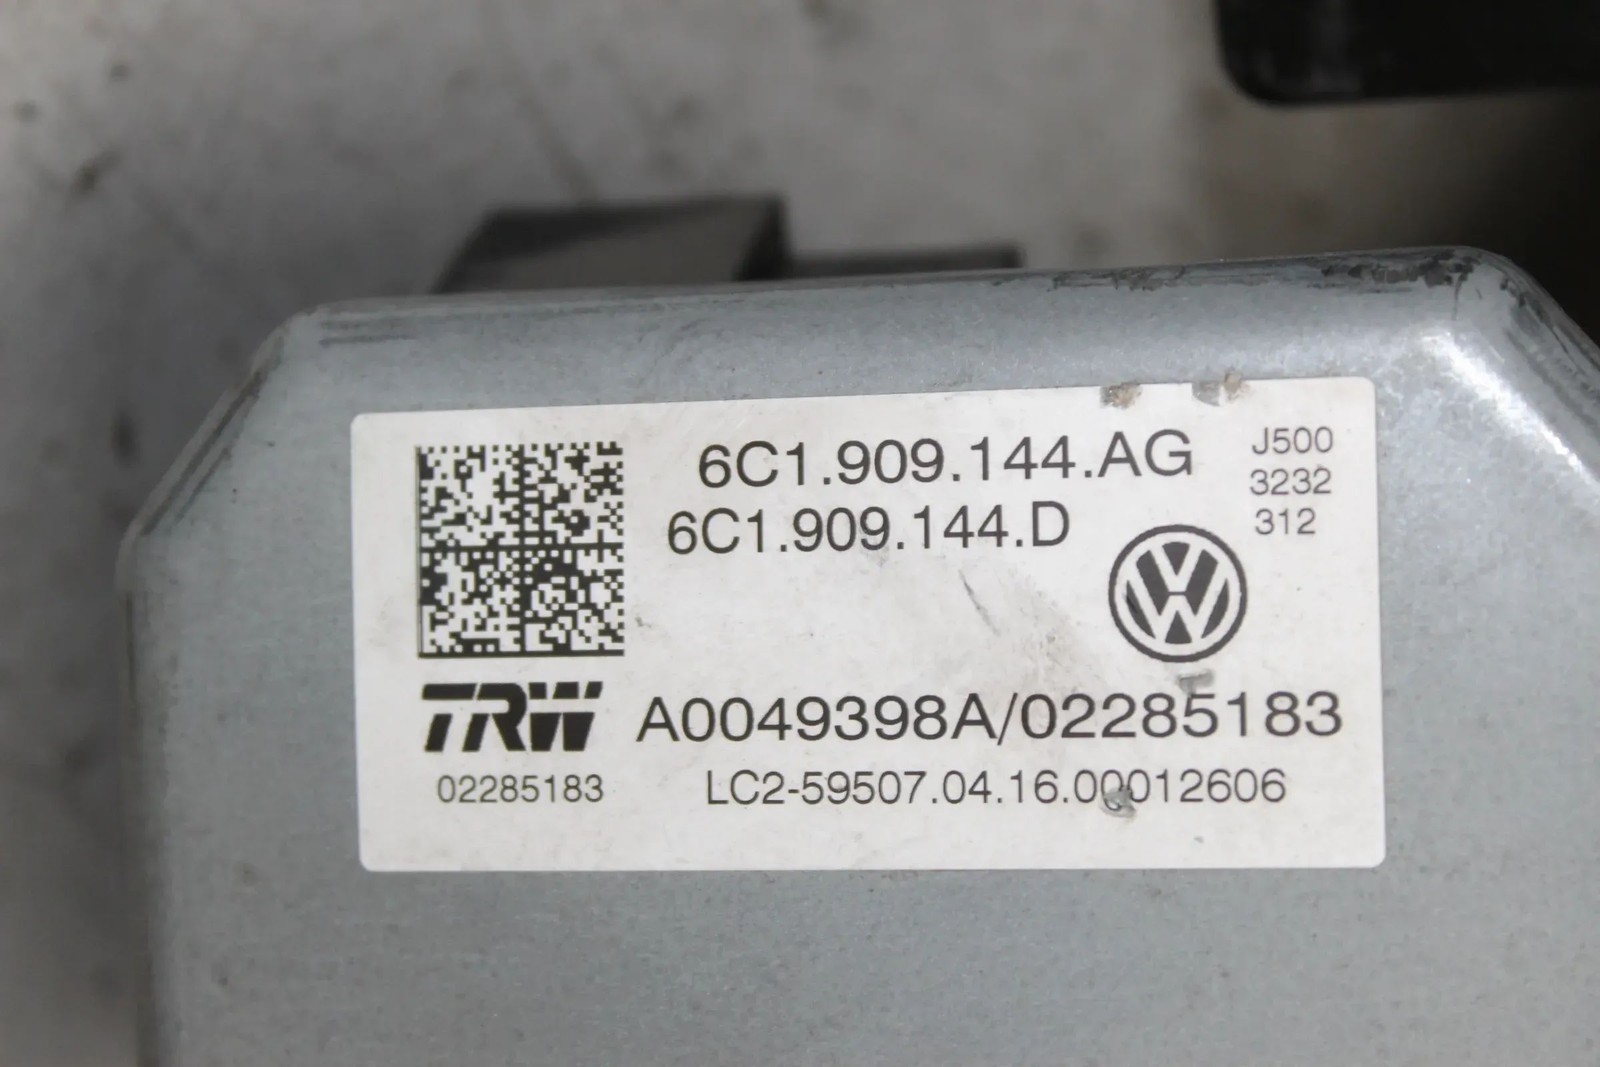 6C1.909.144.AG
6C1.909.144.D
J500
3232
312
TRW
A0049398A/02285183
02285183
LC2-59507.04.16.00012606